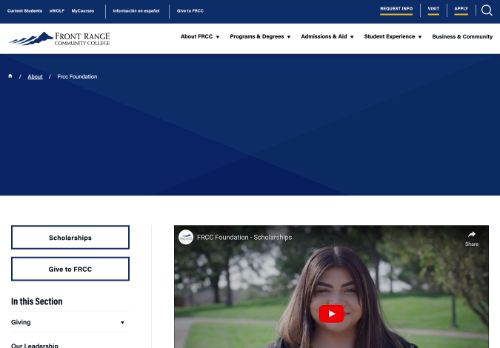 Current Students eWOLF MyCourses Información en español Give to FRCC REQUEST INFO VISIT APPLY
FRONT RANGE
COMMUNITY COLLEGE
About FRCC ▼ Programs & Degrees ▼ Admissions & Aid ▼ Student Experience ▼ Business & Community
/ About / Frcc Foundation
Scholarships
Give to FRCC
In this Section
Giving ▼
Our Leadership
FRCC Foundation - Scholarships
Share